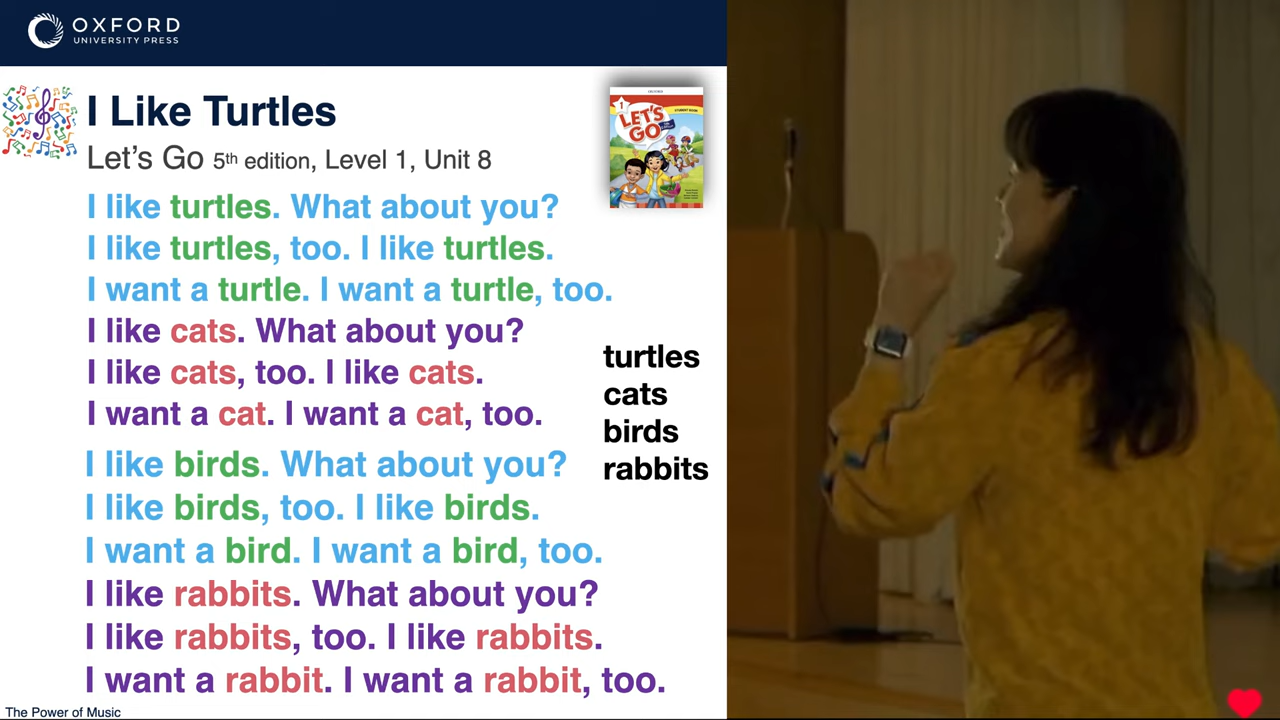 OXFORD
UNIVERSITY PRESS
I Like Turtles
Let's Go 5th edition, Level 1, Unit 8
1
LET'S
GO
I like turtles. What about you?
I like turtles, too. I like turtles.
I want a turtle. I want a turtle, too.
I like cats. What about you?
I like cats, too. I like cats.
I want a cat. I want a cat, too.
I like birds. What about you?
I like birds, too. I like birds.
I want a bird. I want a bird, too.
I like rabbits. What about you?
I like rabbits, too. I like rabbits.
I want a rabbit. I want a rabbit, too.
turtles
cats
birds
rabbits
The Power of Music